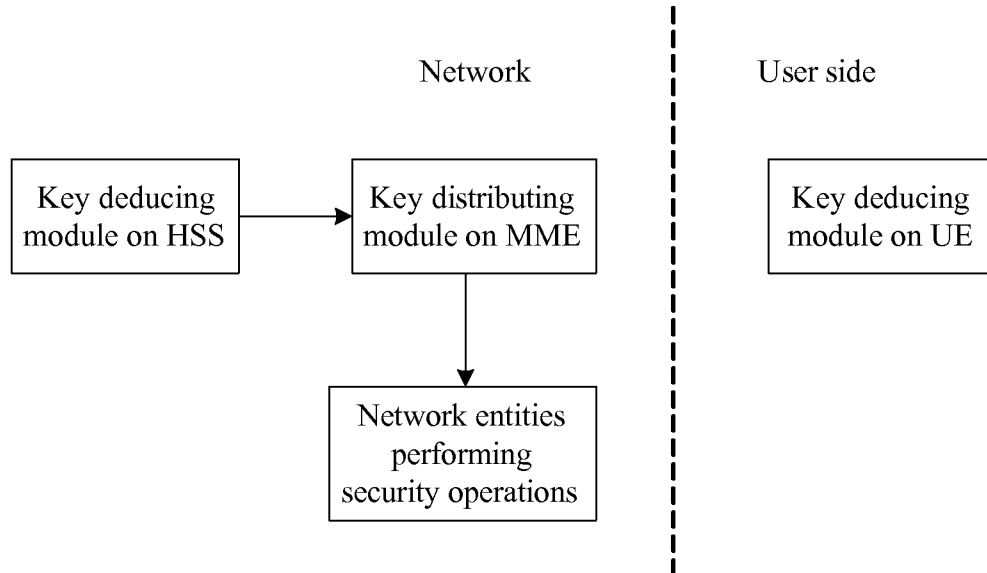 Network
User side
Key deducing
module on HSS
Key distributing
module on MME
Key deducing
module on UE
Network entities
performing
security operations